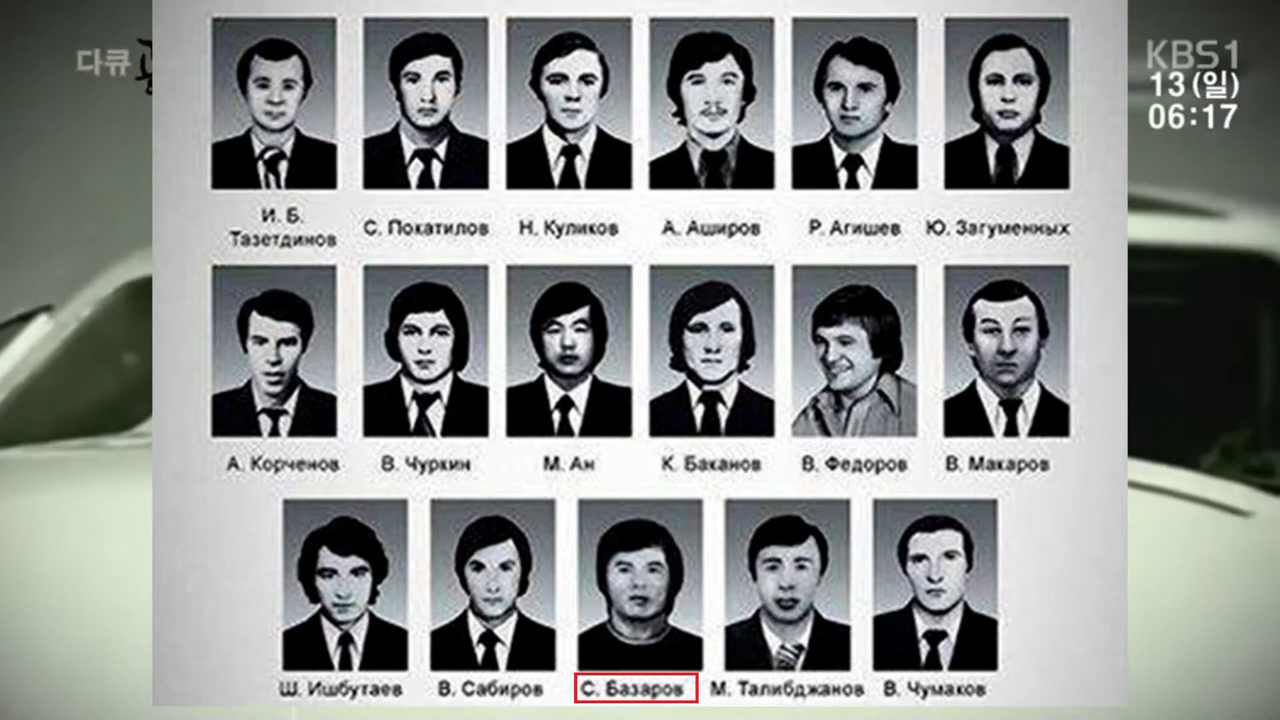 다큐
KBS1
13(일)
06:17
И. Б.
Тазетдинов
С. Покатилов
Н. Куликов
А. Аширов
Р. Агишев
Ю. Загуменных
А. Корченов
В. Чуркин
М. Ан
К. Баканов
В. Федоров
В. Макаров
Ш. Ишбутаев
В. Сабиров
С. Базаров
М. Талибджанов
В. Чумаков